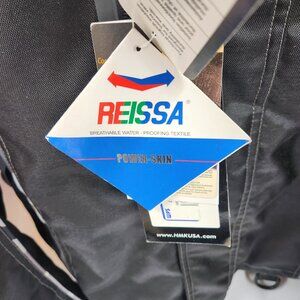 REISSA®
BREATHABLE WATER-PROOFING TEXTILE
POWER-SKIN
www.HMKUSA.com